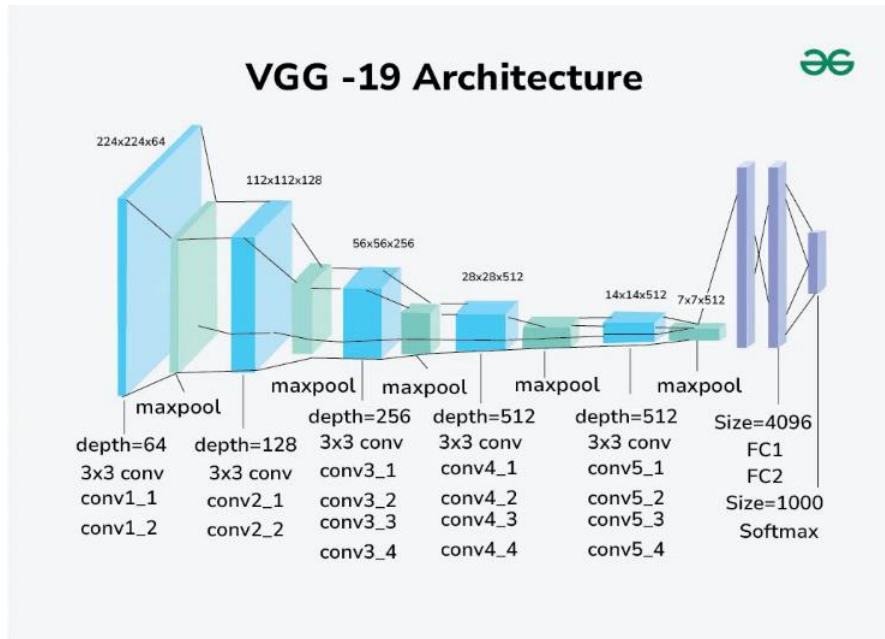 VGG -19 Architecture
224x224x64
112x112x128
56x56x256
28x28x512
14x14x512
7x7x512
maxpool
maxpool
maxpool
maxpool
maxpool
depth=64
3x3 conv
conv1_1
conv1_2
depth=128
3x3 conv
conv2_1
conv2_2
depth=256
3x3 conv
conv3_1
conv3_2
conv3_3
conv3_4
depth=512
3x3 conv
conv4_1
conv4_2
conv4_3
conv4_4
depth=512
3x3 conv
conv5_1
conv5_2
conv5_3
conv5_4
Size=4096
FC1
FC2
Size=1000
Softmax